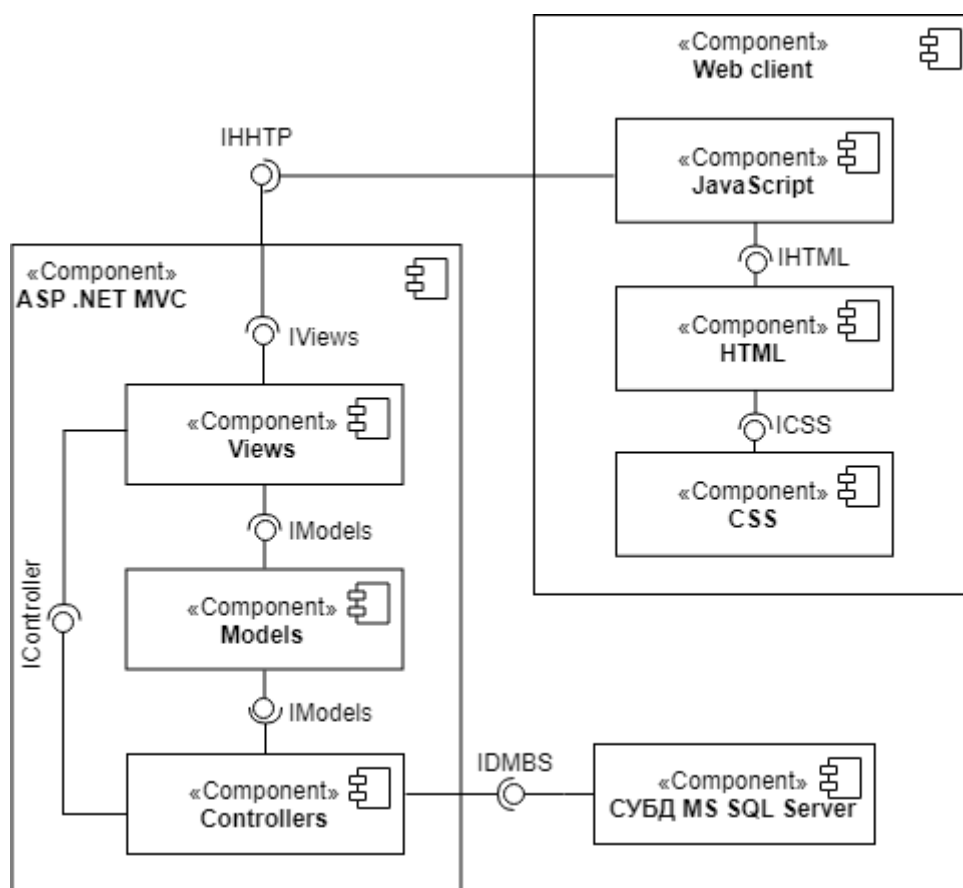 «Component»
Web client
IHHTP
«Component»
JavaScript
IHTML
«Component»
ASP .NET MVC
«Component»
HTML
IViews
ICSS
«Component»
Views
«Component»
CSS
IModels
IController
«Component»
Models
IModels
«Component»
Controllers
IDMBS
«Component»
СУБД MS SQL Server